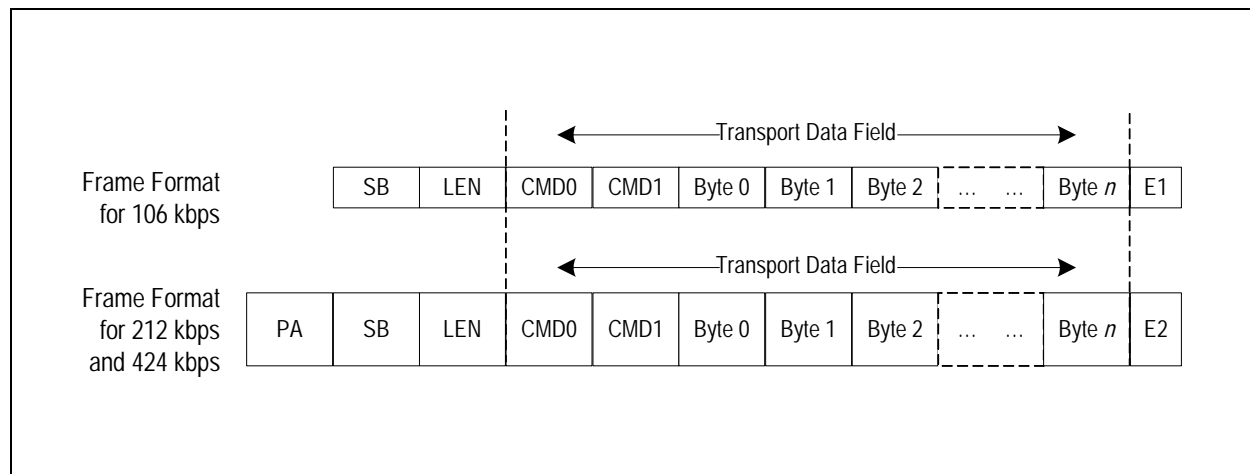 Transport Data Field
Frame Format
for 106 kbps
SB LEN CMD0 CMD1 Byte 0 Byte 1 Byte 2 ... ... Byte n E1
Transport Data Field
Frame Format
for 212 kbps
and 424 kbps
PA SB LEN CMD0 CMD1 Byte 0 Byte 1 Byte 2 ... ... Byte n E2